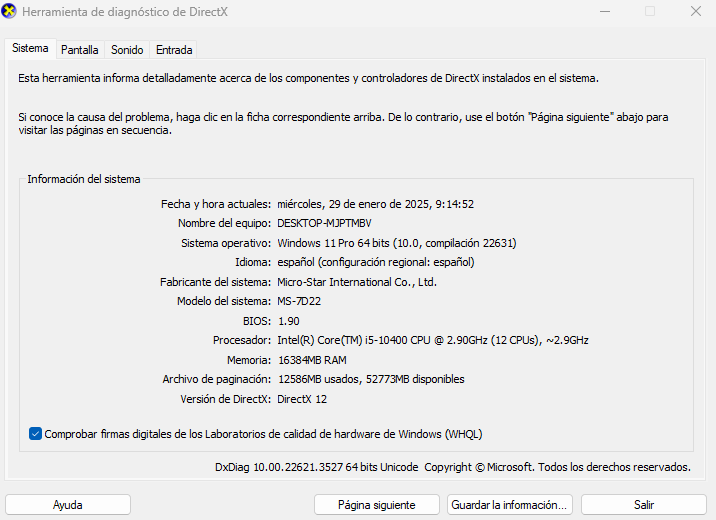 Herramienta de diagnóstico de DirectX
Sistema Pantalla Sonido Entrada
Esta herramienta informa detalladamente acerca de los componentes y controladores de DirectX instalados en el sistema.
Si conoce la causa del problema, haga clic en la ficha correspondiente arriba. De lo contrario, use el botón "Página siguiente" abajo para
visitar las páginas en secuencia.
Información del sistema
Fecha y hora actuales: miércoles, 29 de enero de 2025, 9:14:52
Nombre del equipo: DESKTOP-MJPTMBV
Sistema operativo: Windows 11 Pro 64 bits (10.0, compilación 22631)
Idioma: español (configuración regional: español)
Fabricante del sistema: Micro-Star International Co., Ltd.
Modelo del sistema: MS-7D22
BIOS: 1.90
Procesador: Intel(R) Core(TM) i5-10400 CPU @ 2.90GHz (12 CPUs), ~2.9GHz
Memoria: 16384MB RAM
Archivo de paginación: 12586MB usados, 52773MB disponibles
Versión de DirectX: DirectX 12
Comprobar firmas digitales de los Laboratorios de calidad de hardware de Windows (WHQL)
DxDiag 10.00.22621.3527 64 bits Unicode Copyright © Microsoft. Todos los derechos reservados.
Ayuda Página siguiente Guardar la información... Salir